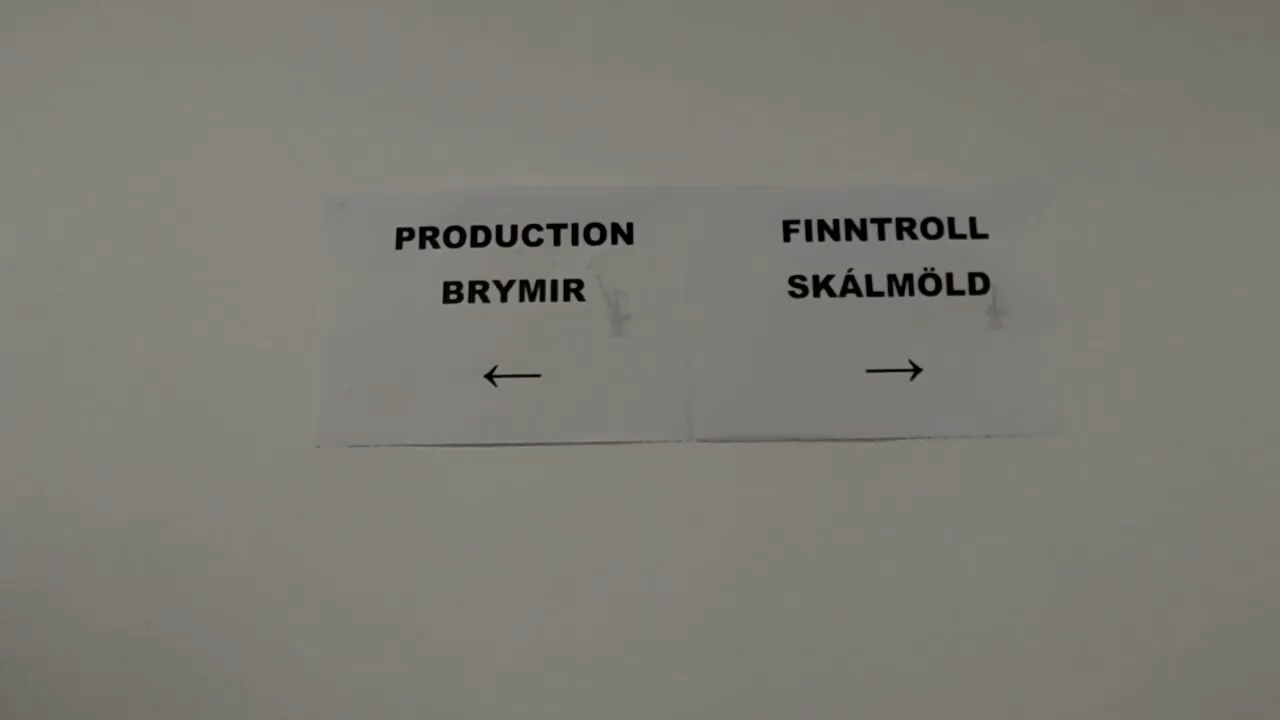 PRODUCTION
BRYMIR
←
FINNTROLL
SKÁLMÖLD
→